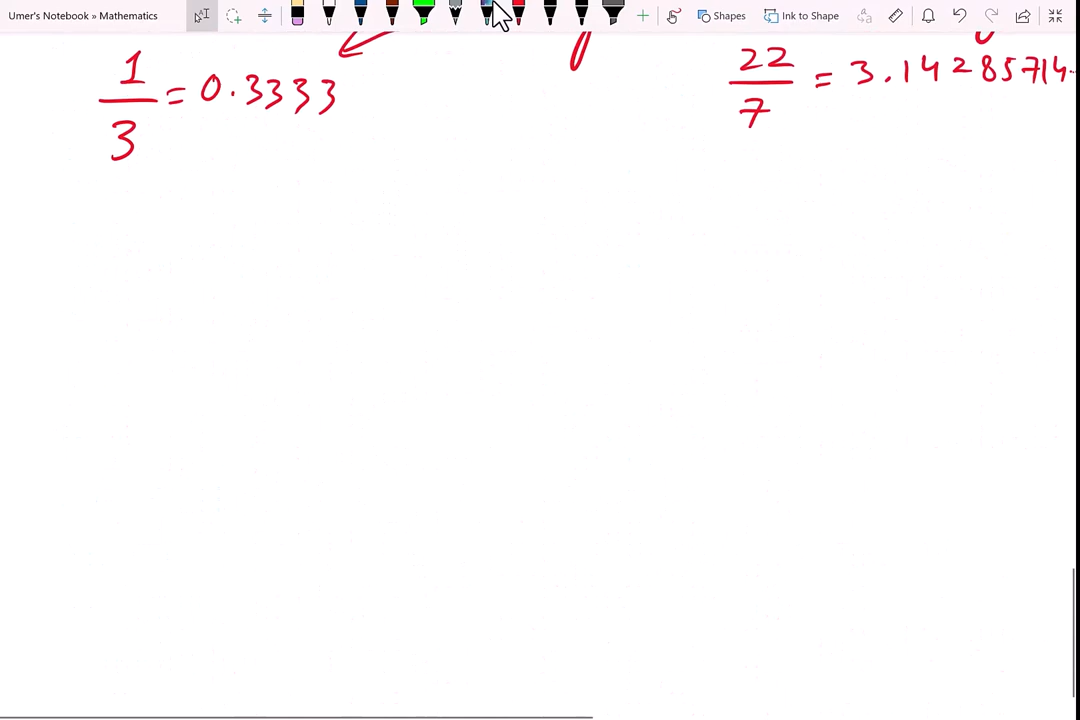 Umer's Notebook » Mathematics
Shapes
Ink to Shape
1/3 = 0.3333
22/7 = 3.14285714..